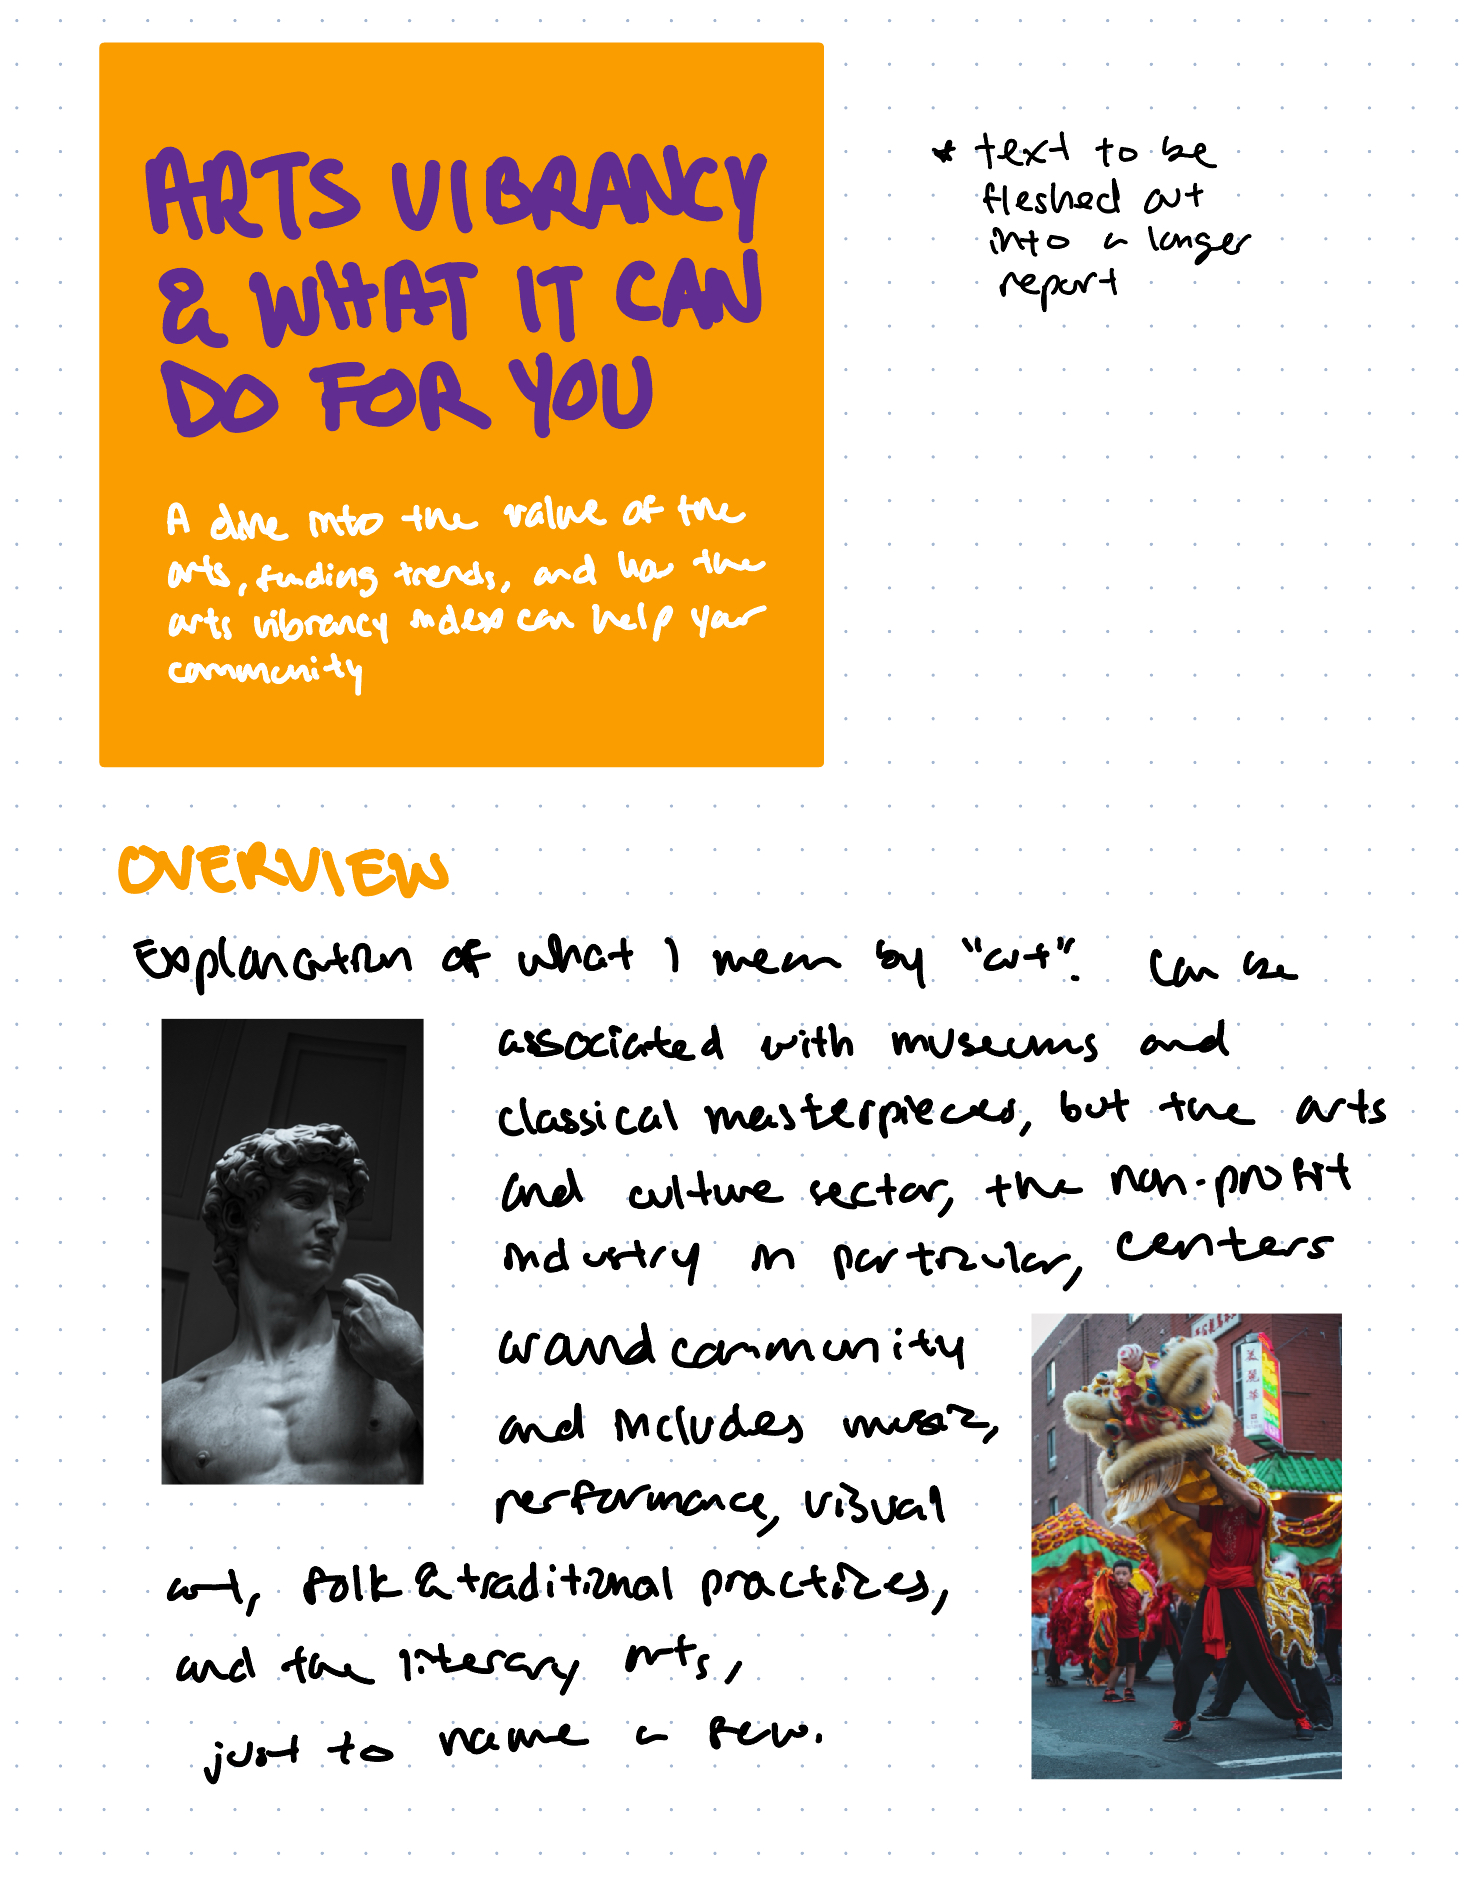 ARTS VIBRANCY
& WHAT IT CAN
DO FOR YOU
A dive into the value of the
arts, funding trends, and how the
arts vibrancy index can help your
community
* text to be
fleshed out
into a longer
report
OVERVIEW
Explanation of what I mean by "art". Can be
associated with museums and
classical masterpieces, but the arts
and culture sector, the non-profit
industry in particular, centers
around community
and includes music,
performance, visual
art, folk & traditional practices,
and the literary arts,
just to name a few.